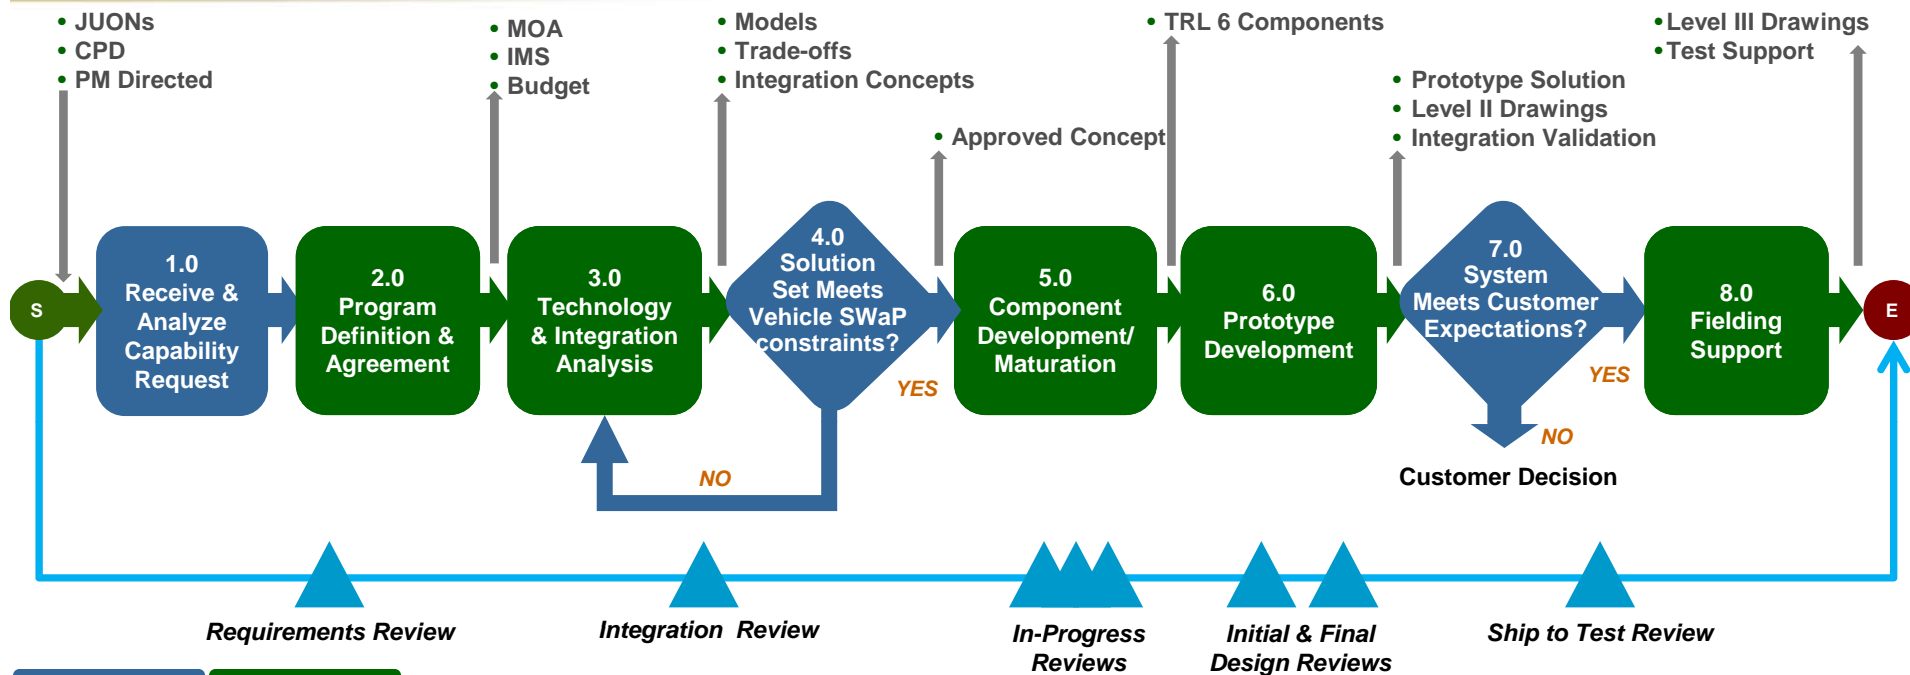 • JUONs
• CPD
• PM Directed
• MOA
• IMS
• Budget
• Models
• Trade-offs
• Integration Concepts
• Approved Concept
• TRL 6 Components
• Prototype Solution
• Level II Drawings
• Integration Validation
• Level III Drawings
• Test Support
S
1.0
Receive &
Analyze
Capability
Request
2.0
Program
Definition &
Agreement
3.0
Technology
& Integration
Analysis
4.0
Solution
Set Meets
Vehicle SWaP
constraints?
YES
NO
5.0
Component
Development/
Maturation
6.0
Prototype
Development
7.0
System
Meets Customer
Expectations?
YES
NO
Customer Decision
8.0
Fielding
Support
E
Requirements Review
Integration Review
In-Progress
Reviews
Initial & Final
Design Reviews
Ship to Test Review